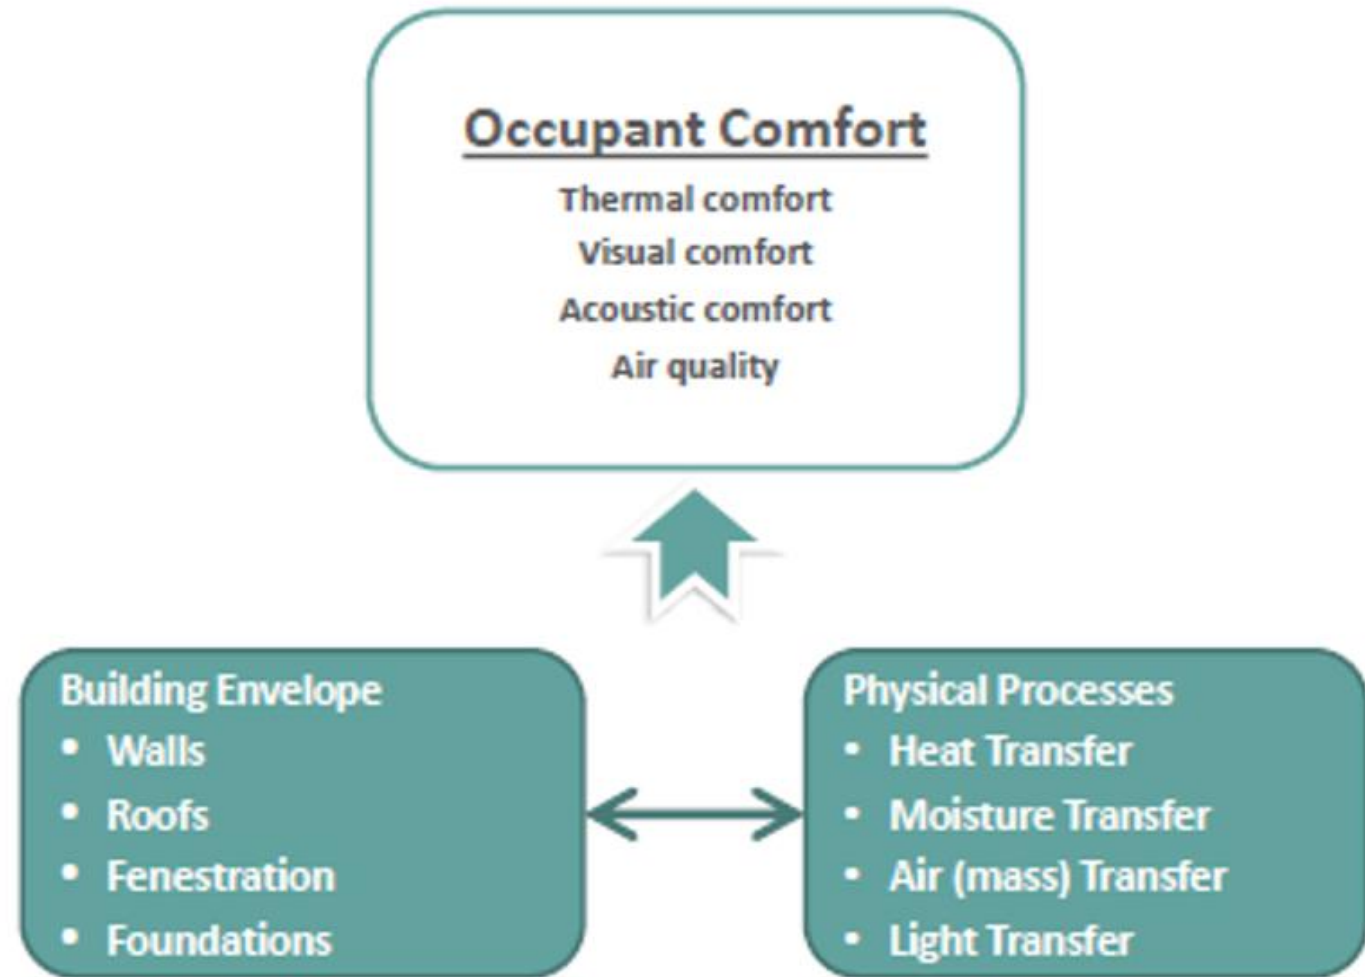 Occupant Comfort
Thermal comfort
Visual comfort
Acoustic comfort
Air quality
Building Envelope
• Walls
• Roofs
• Fenestration
• Foundations
Physical Processes
• Heat Transfer
• Moisture Transfer
• Air (mass) Transfer
• Light Transfer